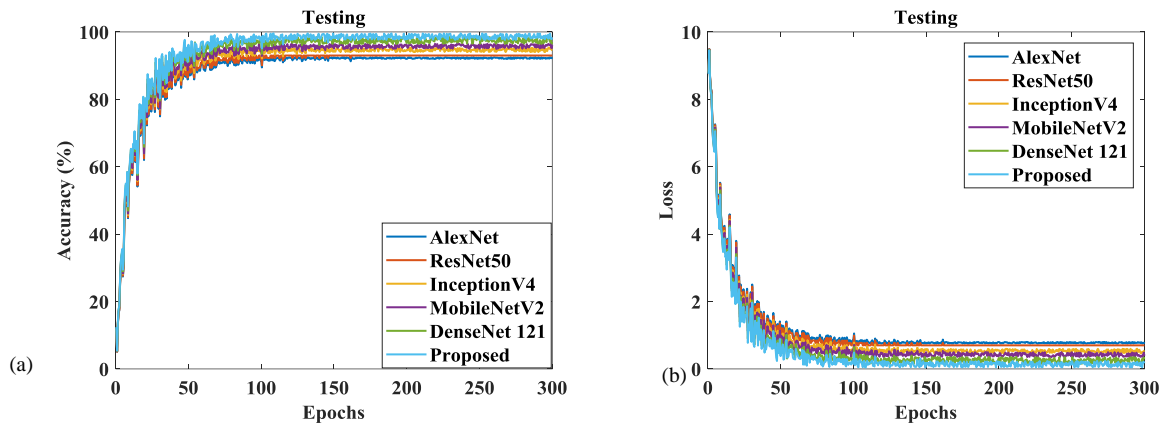 Testing
100
80
60
40
20
0
Accuracy (%)
AlexNet
ResNet50
InceptionV4
MobileNetV2
DenseNet 121
Proposed
0 50 100 150 200 250 300
Epochs
(a)
Testing
10
8
6
4
2
0
Loss
AlexNet
ResNet50
InceptionV4
MobileNetV2
DenseNet 121
Proposed
0 50 100 150 200 250 300
Epochs
(b)